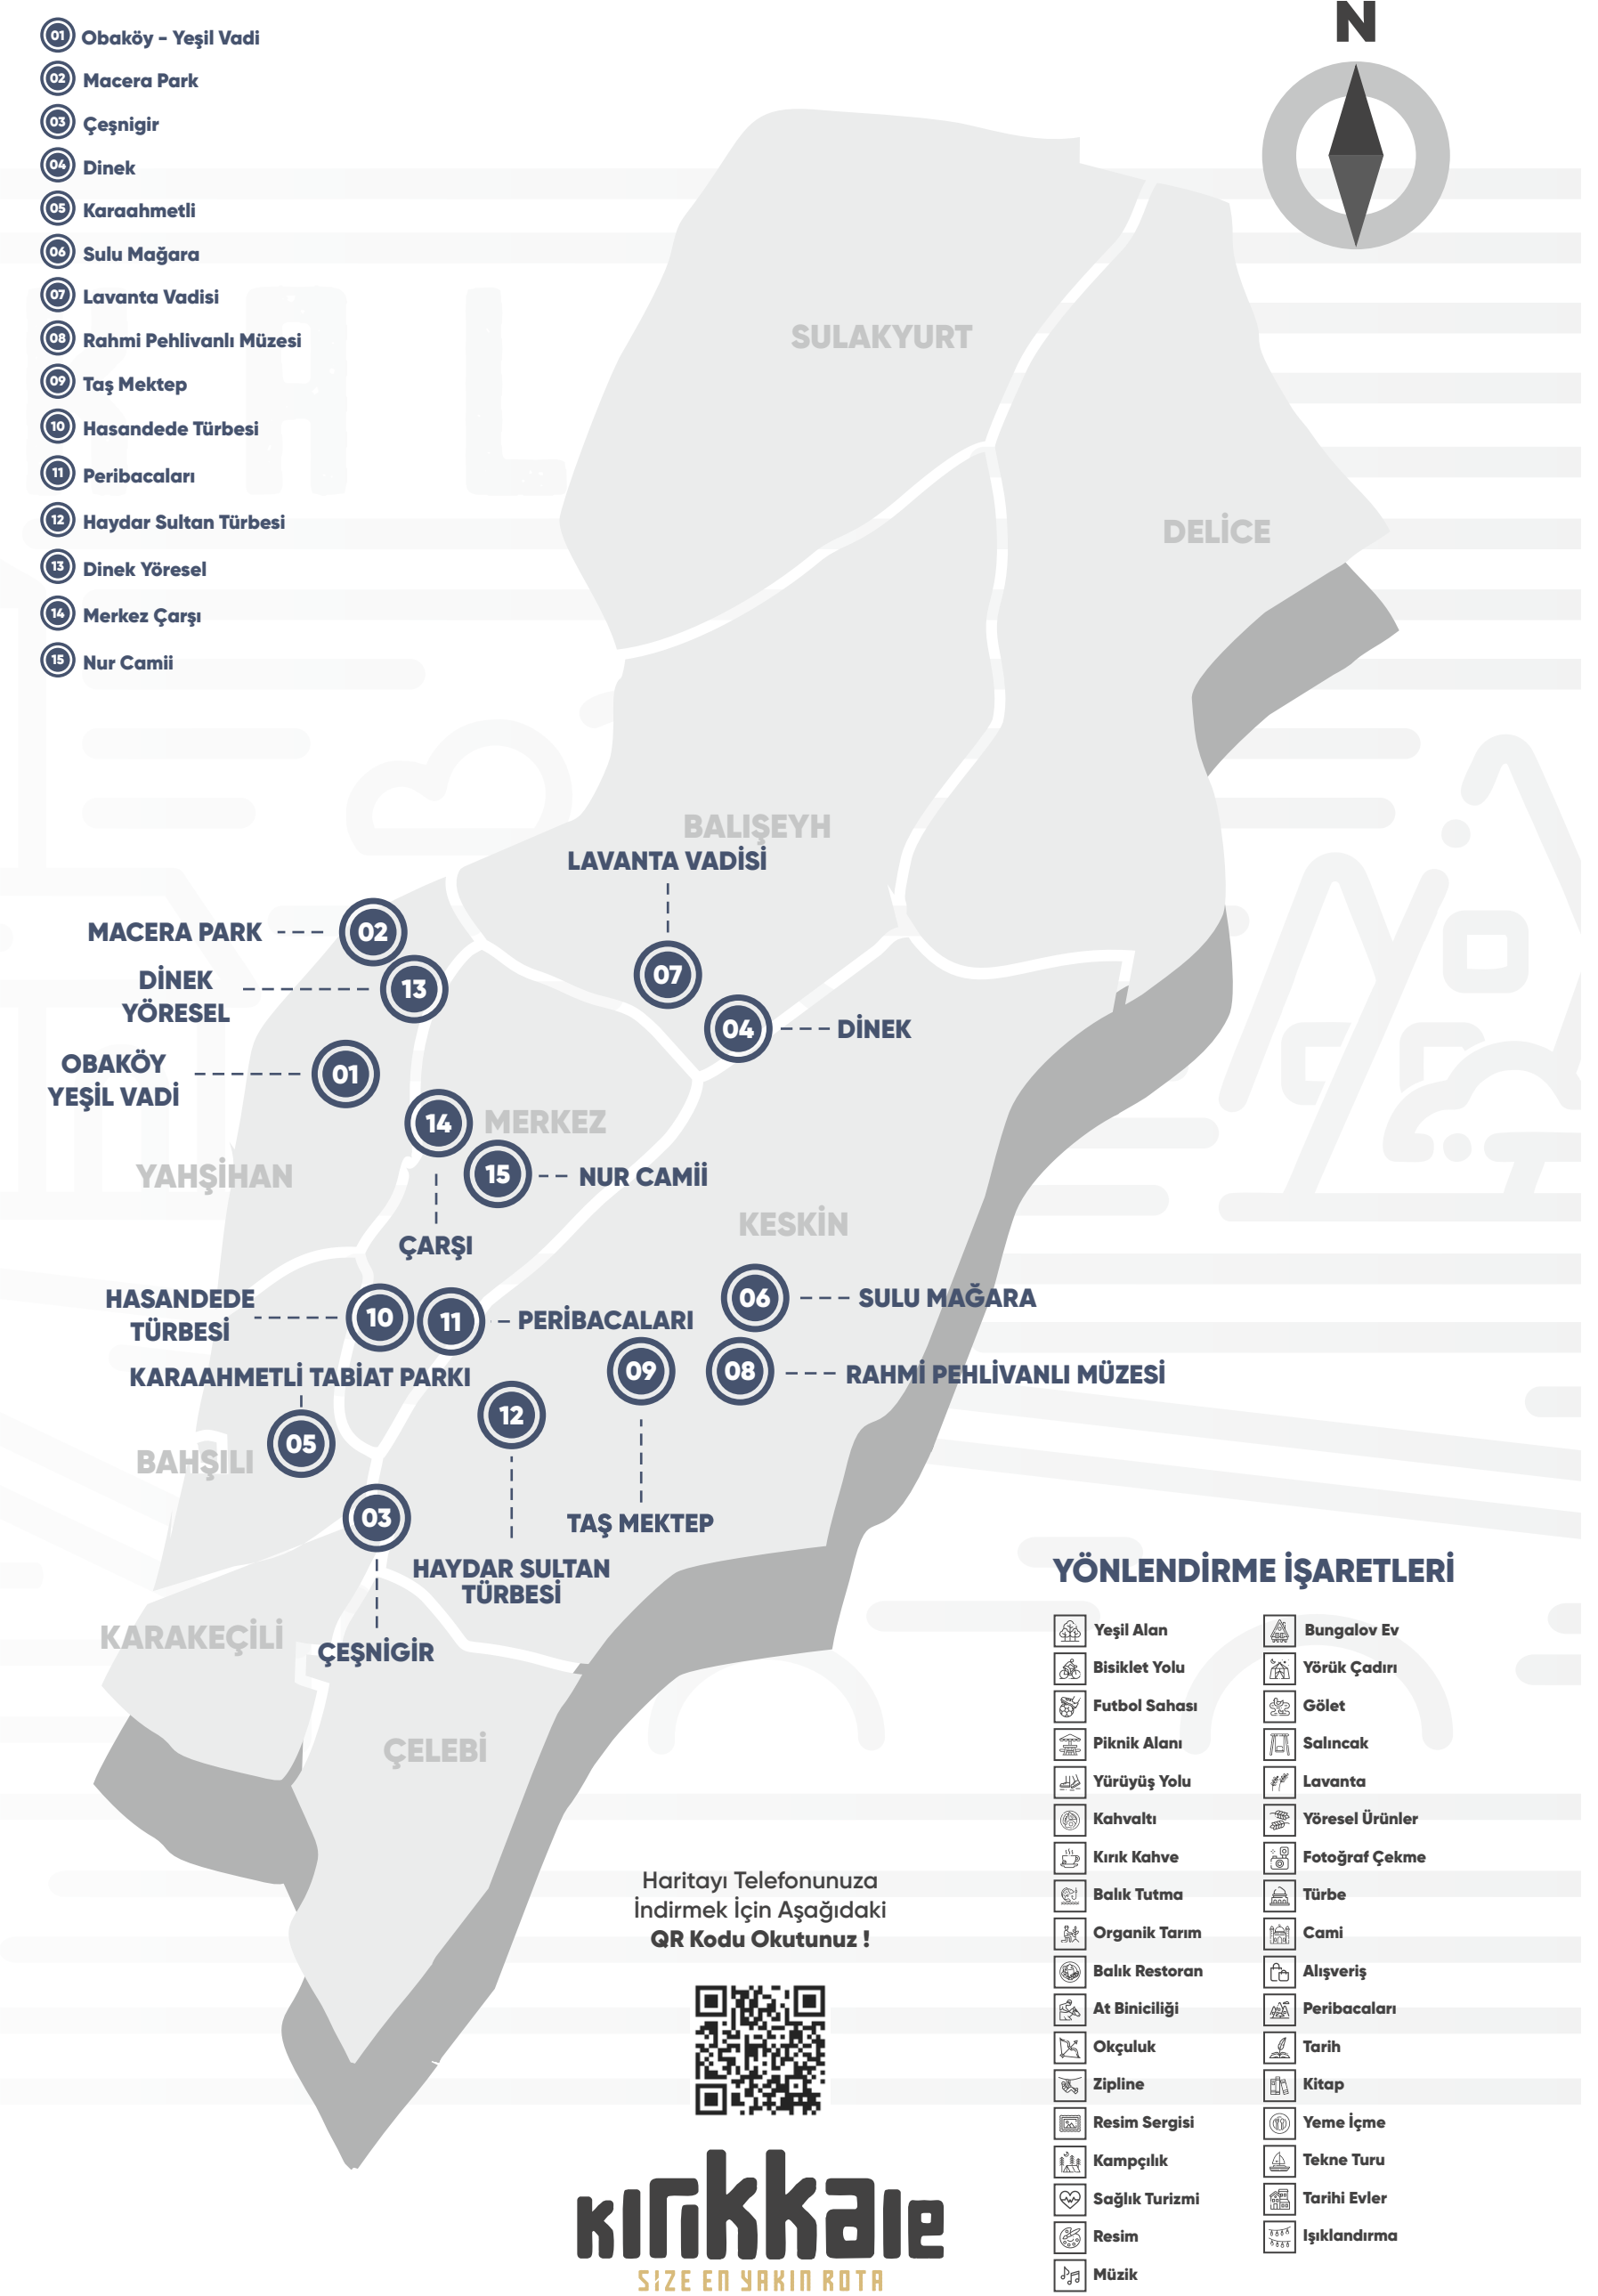 01 Obaköy - Yeşil Vadi
02 Macera Park
03 Çeşnigir
04 Dinek
05 Karaahmetli
06 Sulu Mağara
07 Lavanta Vadisi
08 Rahmi Pehlivanlı Müzesi
09 Taş Mektep
10 Hasandede Türbesi
11 Peribacaları
12 Haydar Sultan Türbesi
13 Dinek Yöresel
14 Merkez Çarşı
15 Nur Camii
N
KAL
SULAKYURT
DELİCE
BALIŞEYH
LAVANTA VADİSİ
MACERA PARK
02
07
DİNEK
YÖRESEL
13
04
DİNEK
OBAKÖY
YEŞİL VADİ
01
14
MERKEZ
YAHŞİHAN
15
NUR CAMİİ
ÇARŞI
KESKİN
HASANDEDE
TÜRBESİ
10
11
PERİBACALARI
06
SULU MAĞARA
KARAAHMETLİ TABİAT PARKI
09
08
RAHMİ PEHLİVANLI MÜZESİ
12
BAHŞILI
05
03
TAŞ MEKTEP
HAYDAR SULTAN
TÜRBESİ
KARAKEÇİLİ
ÇEŞNİGİR
ÇELEBİ
YÖNLENDİRME İŞARETLERİ
Yeşil Alan
Bisiklet Yolu
Futbol Sahası
Piknik Alanı
Yürüyüş Yolu
Kahvaltı
Kırık Kahve
Balık Tutma
Organik Tarım
Balık Restoran
At Biniciliği
Okçuluk
Zipline
Resim Sergisi
Kampçılık
Sağlık Turizmi
Resim
Müzik
Bungalov Ev
Yörük Çadırı
Gölet
Salıncak
Lavanta
Yöresel Ürünler
Fotoğraf Çekme
Türbe
Cami
Alışveriş
Peribacaları
Tarih
Kitap
Yeme İçme
Tekne Turu
Tarihi Evler
Işıklandırma
Haritayı Telefonunuza
İndirmek İçin Aşağıdaki
QR Kodu Okutunuz !
kırıkkale
SİZE EN YAKIN ROTA